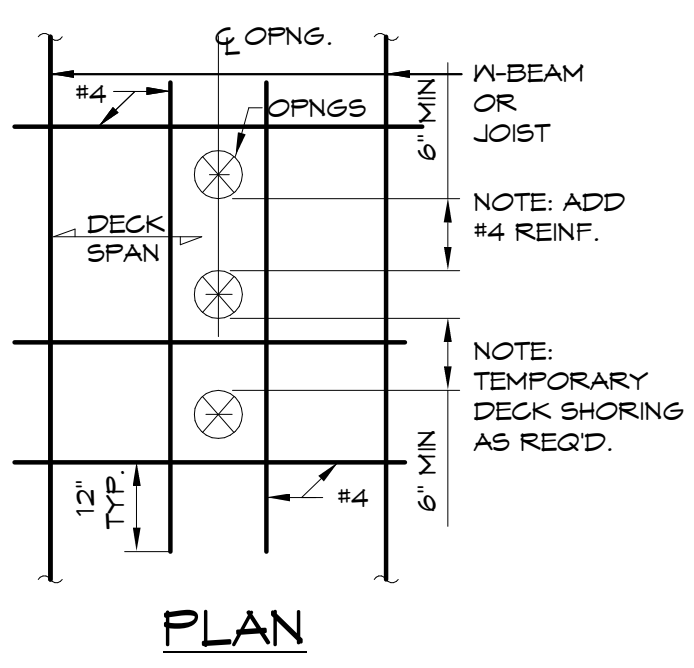 ℄ OPNG.
#4
OPNGS
6" MIN
W-BEAM
OR
JOIST
NOTE: ADD
#4 REINF.
DECK
SPAN
NOTE:
TEMPORARY
DECK SHORING
AS REQ'D.
6" MIN
12"
TYP.
#4
PLAN